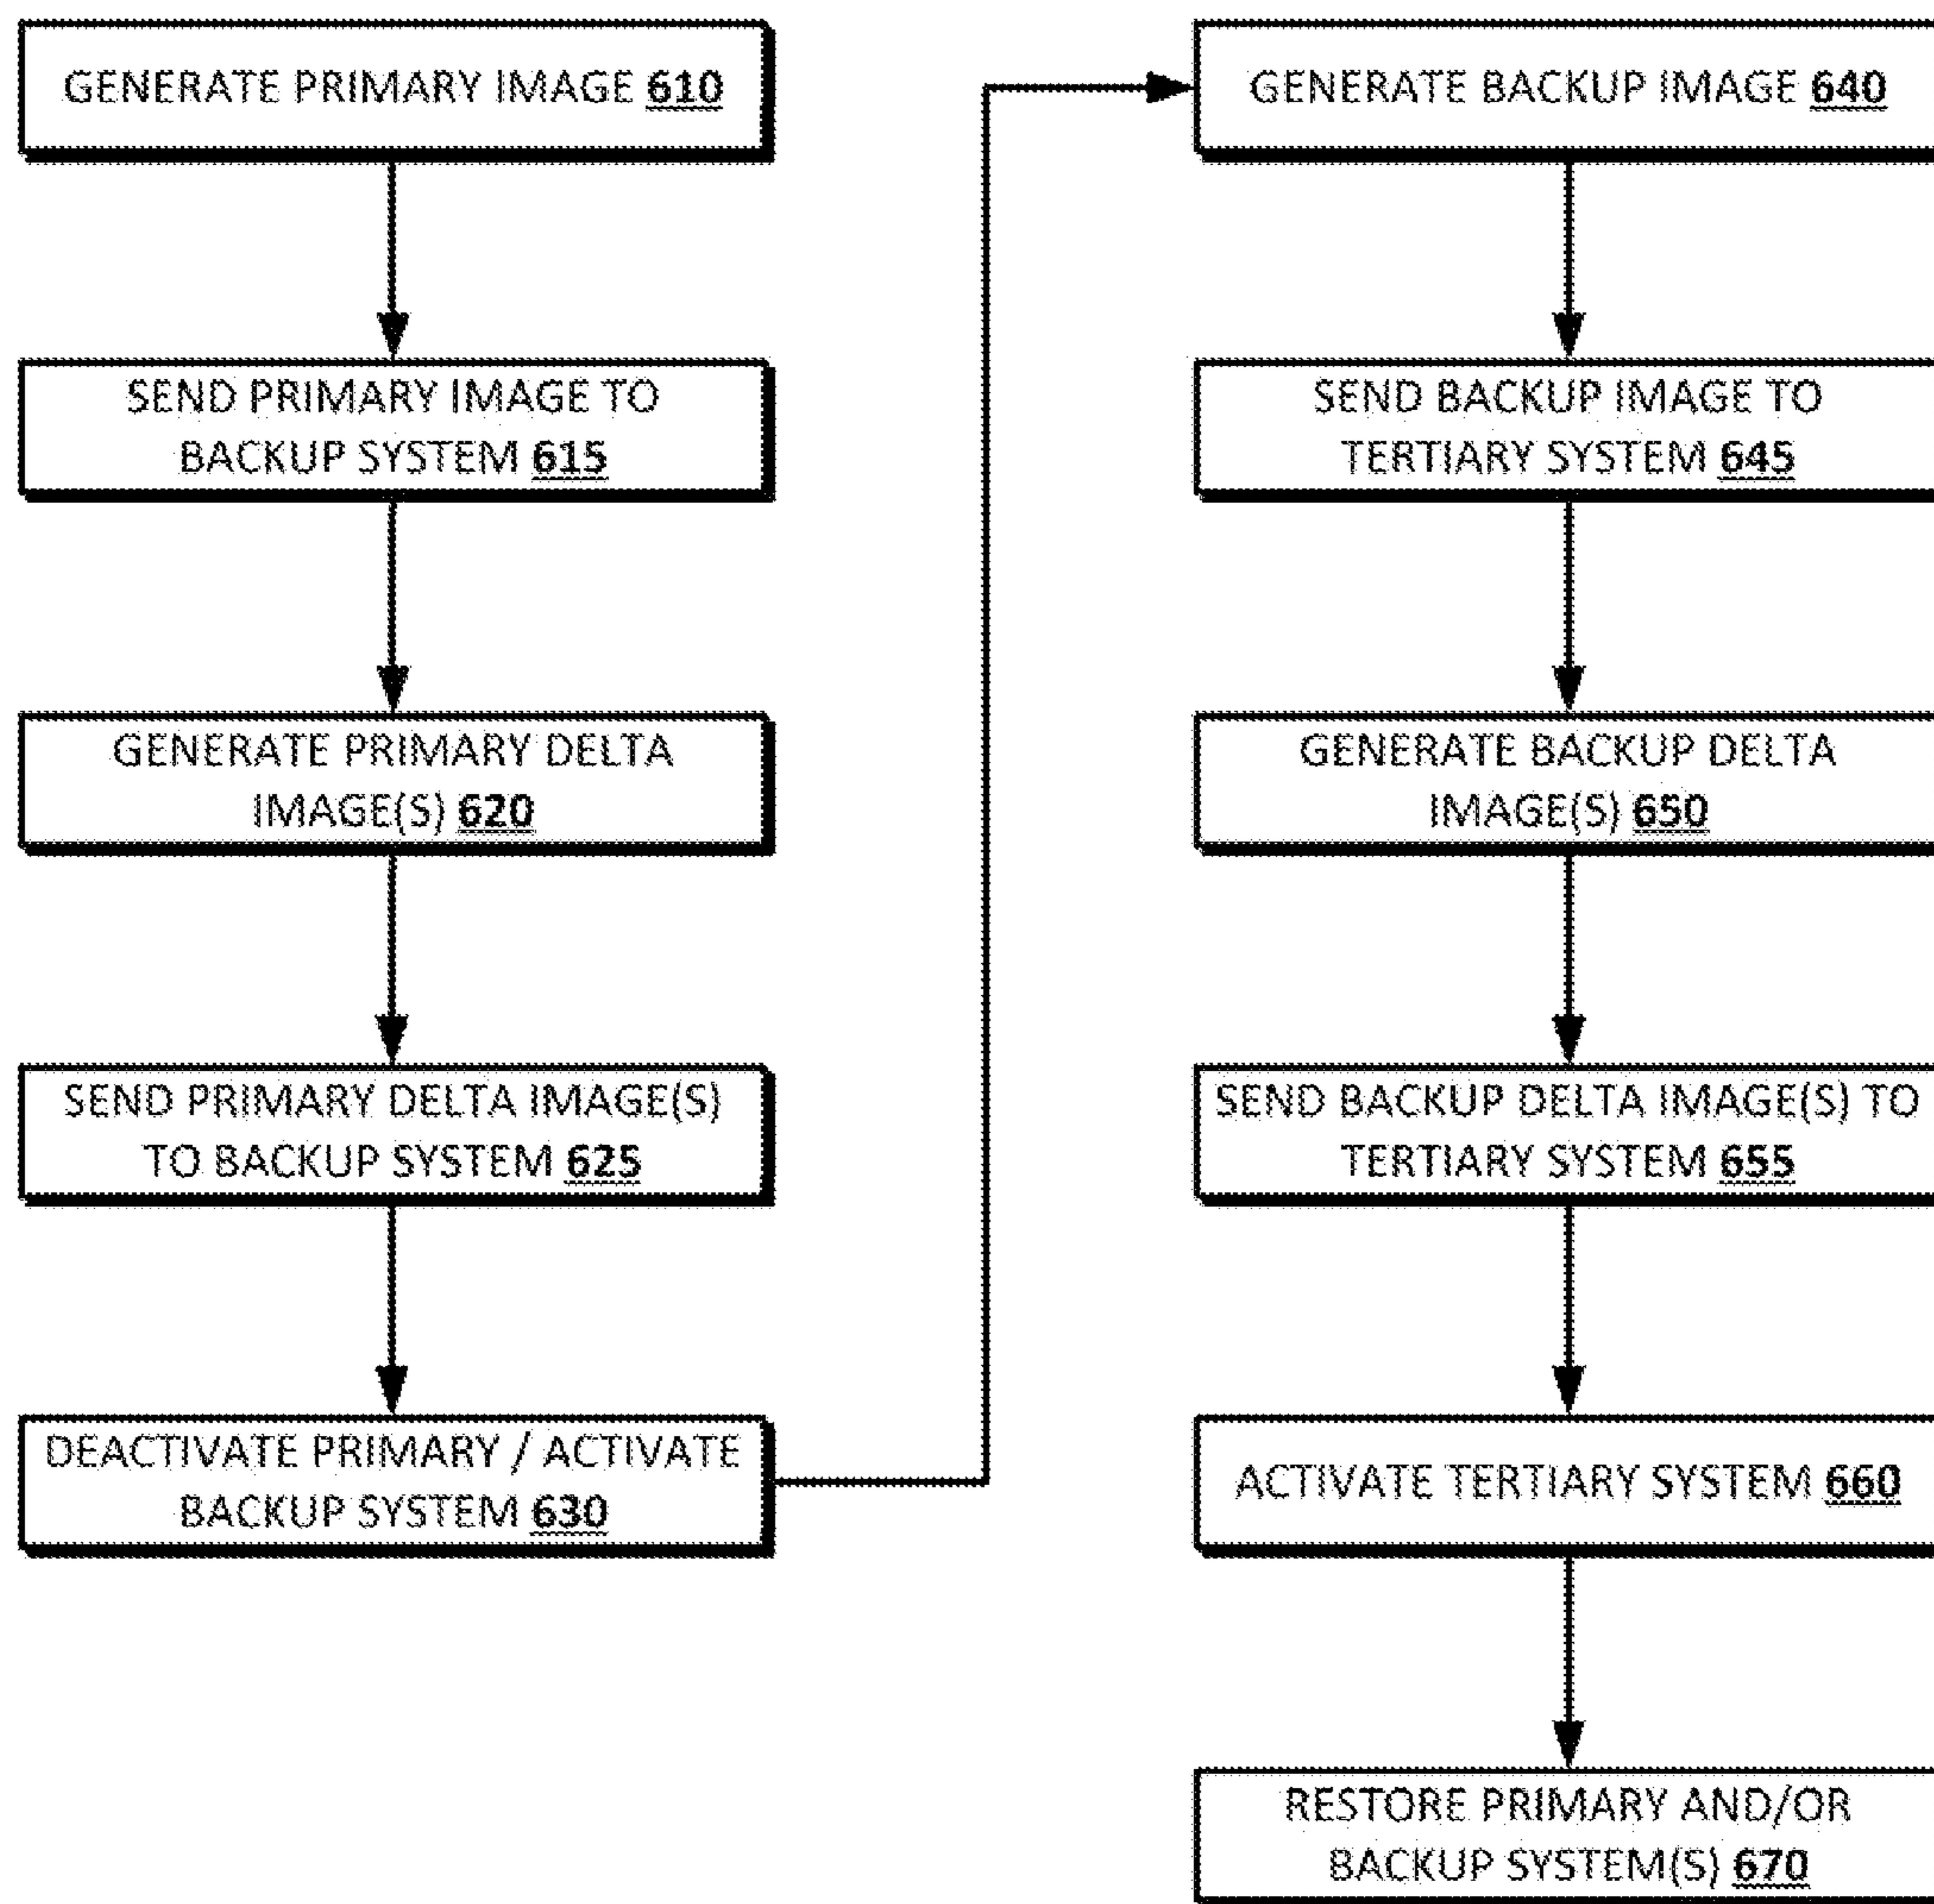 GENERATE PRIMARY IMAGE 610
SEND PRIMARY IMAGE TO
BACKUP SYSTEM 615
GENERATE PRIMARY DELTA
IMAGE(S) 620
SEND PRIMARY DELTA IMAGE(S)
TO BACKUP SYSTEM 625
DEACTIVATE PRIMARY / ACTIVATE
BACKUP SYSTEM 630
GENERATE BACKUP IMAGE 640
SEND BACKUP IMAGE TO
TERTIARY SYSTEM 645
GENERATE BACKUP DELTA
IMAGE(S) 650
SEND BACKUP DELTA IMAGE(S) TO
TERTIARY SYSTEM 655
ACTIVATE TERTIARY SYSTEM 660
RESTORE PRIMARY AND/OR
BACKUP SYSTEM(S) 670